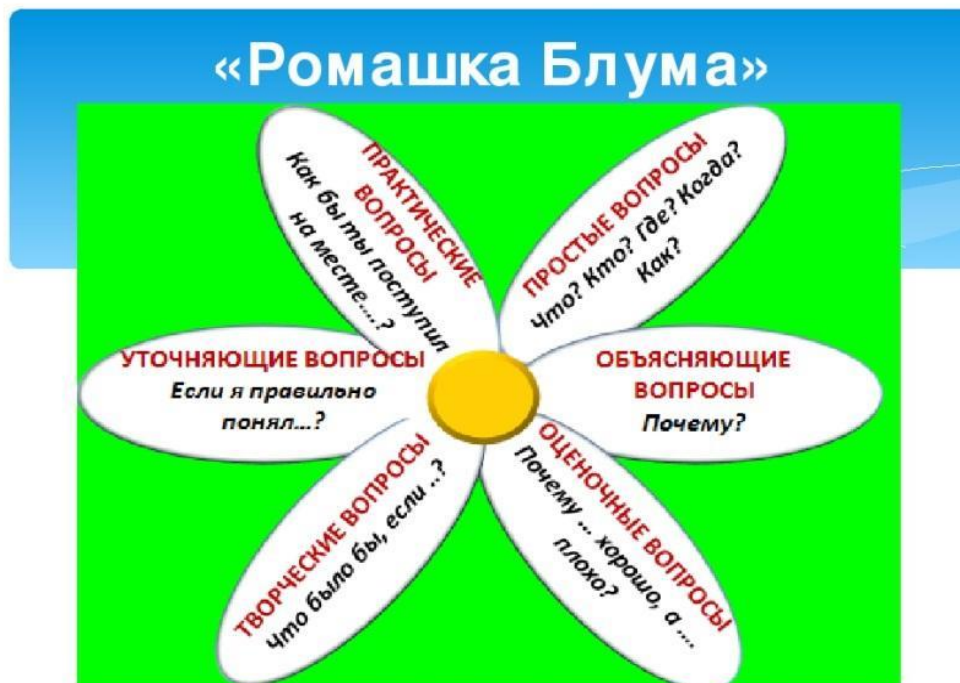 «Ромашка Блума»
ПРАКТИЧЕСКИЕ
ВОПРОСЫ
Как бы ты поступил
на месте....?
ПРОСТЫЕ ВОПРОСЫ
Что? Кто? Где? Когда?
Как?
УТОЧНЯЮЩИЕ ВОПРОСЫ
Если я правильно
понял...?
ОБЪЯСНЯЮЩИЕ
ВОПРОСЫ
Почему?
ТВОРЧЕСКИЕ ВОПРОСЫ
Что было бы, если ..?
ОЦЕНОЧНЫЕ ВОПРОСЫ
Почему ... хорошо, а ....
плохо?